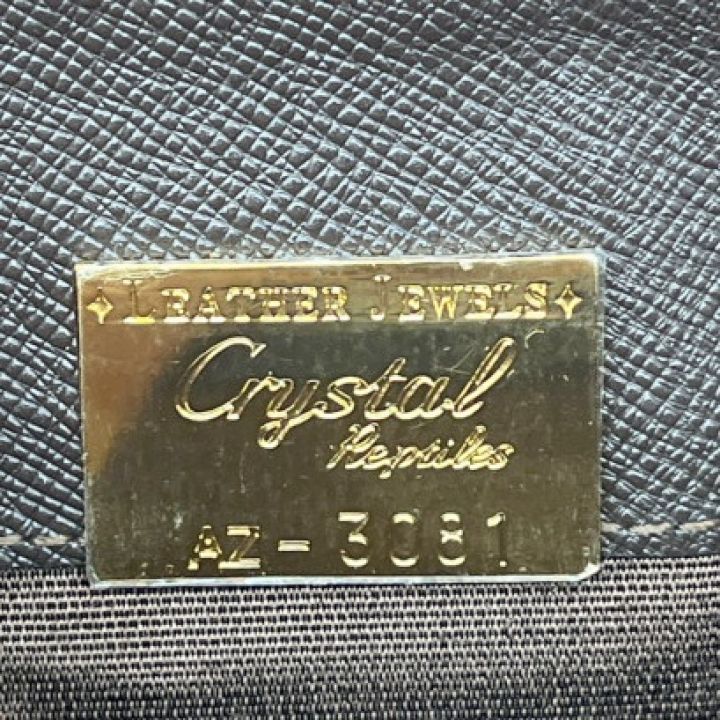 ✦ LEATHER JEWELS ✦
Crystal
Reptiles
AZ-3081